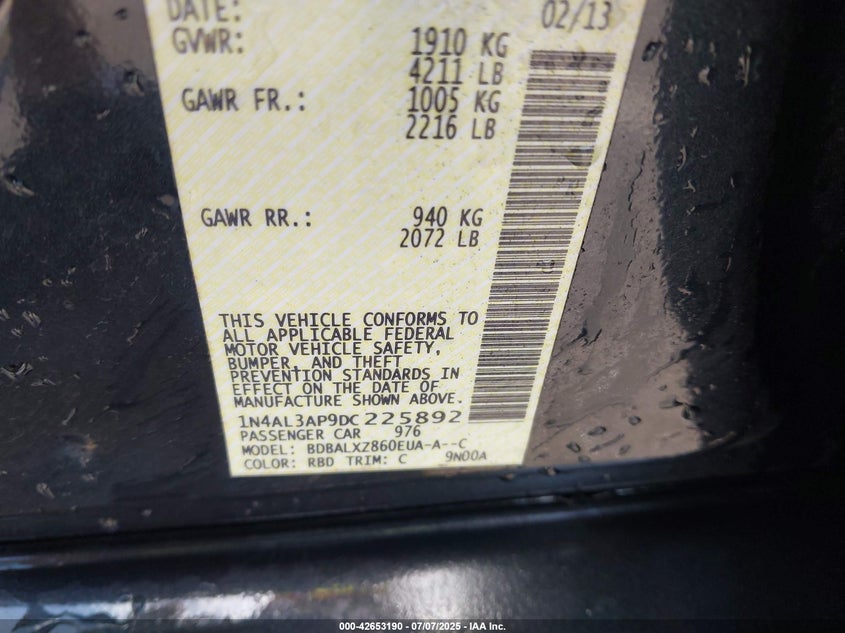 DATE: 02/13
GVWR: 1910 KG
4211 LB
GAWR FR.: 1005 KG
2216 LB
GAWR RR.: 940 KG
2072 LB
THIS VEHICLE CONFORMS TO
ALL APPLICABLE FEDERAL
MOTOR VEHICLE SAFETY,
BUMPER, AND THEFT
PREVENTION STANDARDS IN
EFFECT ON THE DATE OF
MANUFACTURE SHOWN ABOVE.
1N4AL3AP9DC225892
PASSENGER CAR 976
MODEL: BDBALXZ860EUA-A--C
COLOR: RBD TRIM: C 9N00A
000-42653190 - 07/07/2025 - IAA Inc.